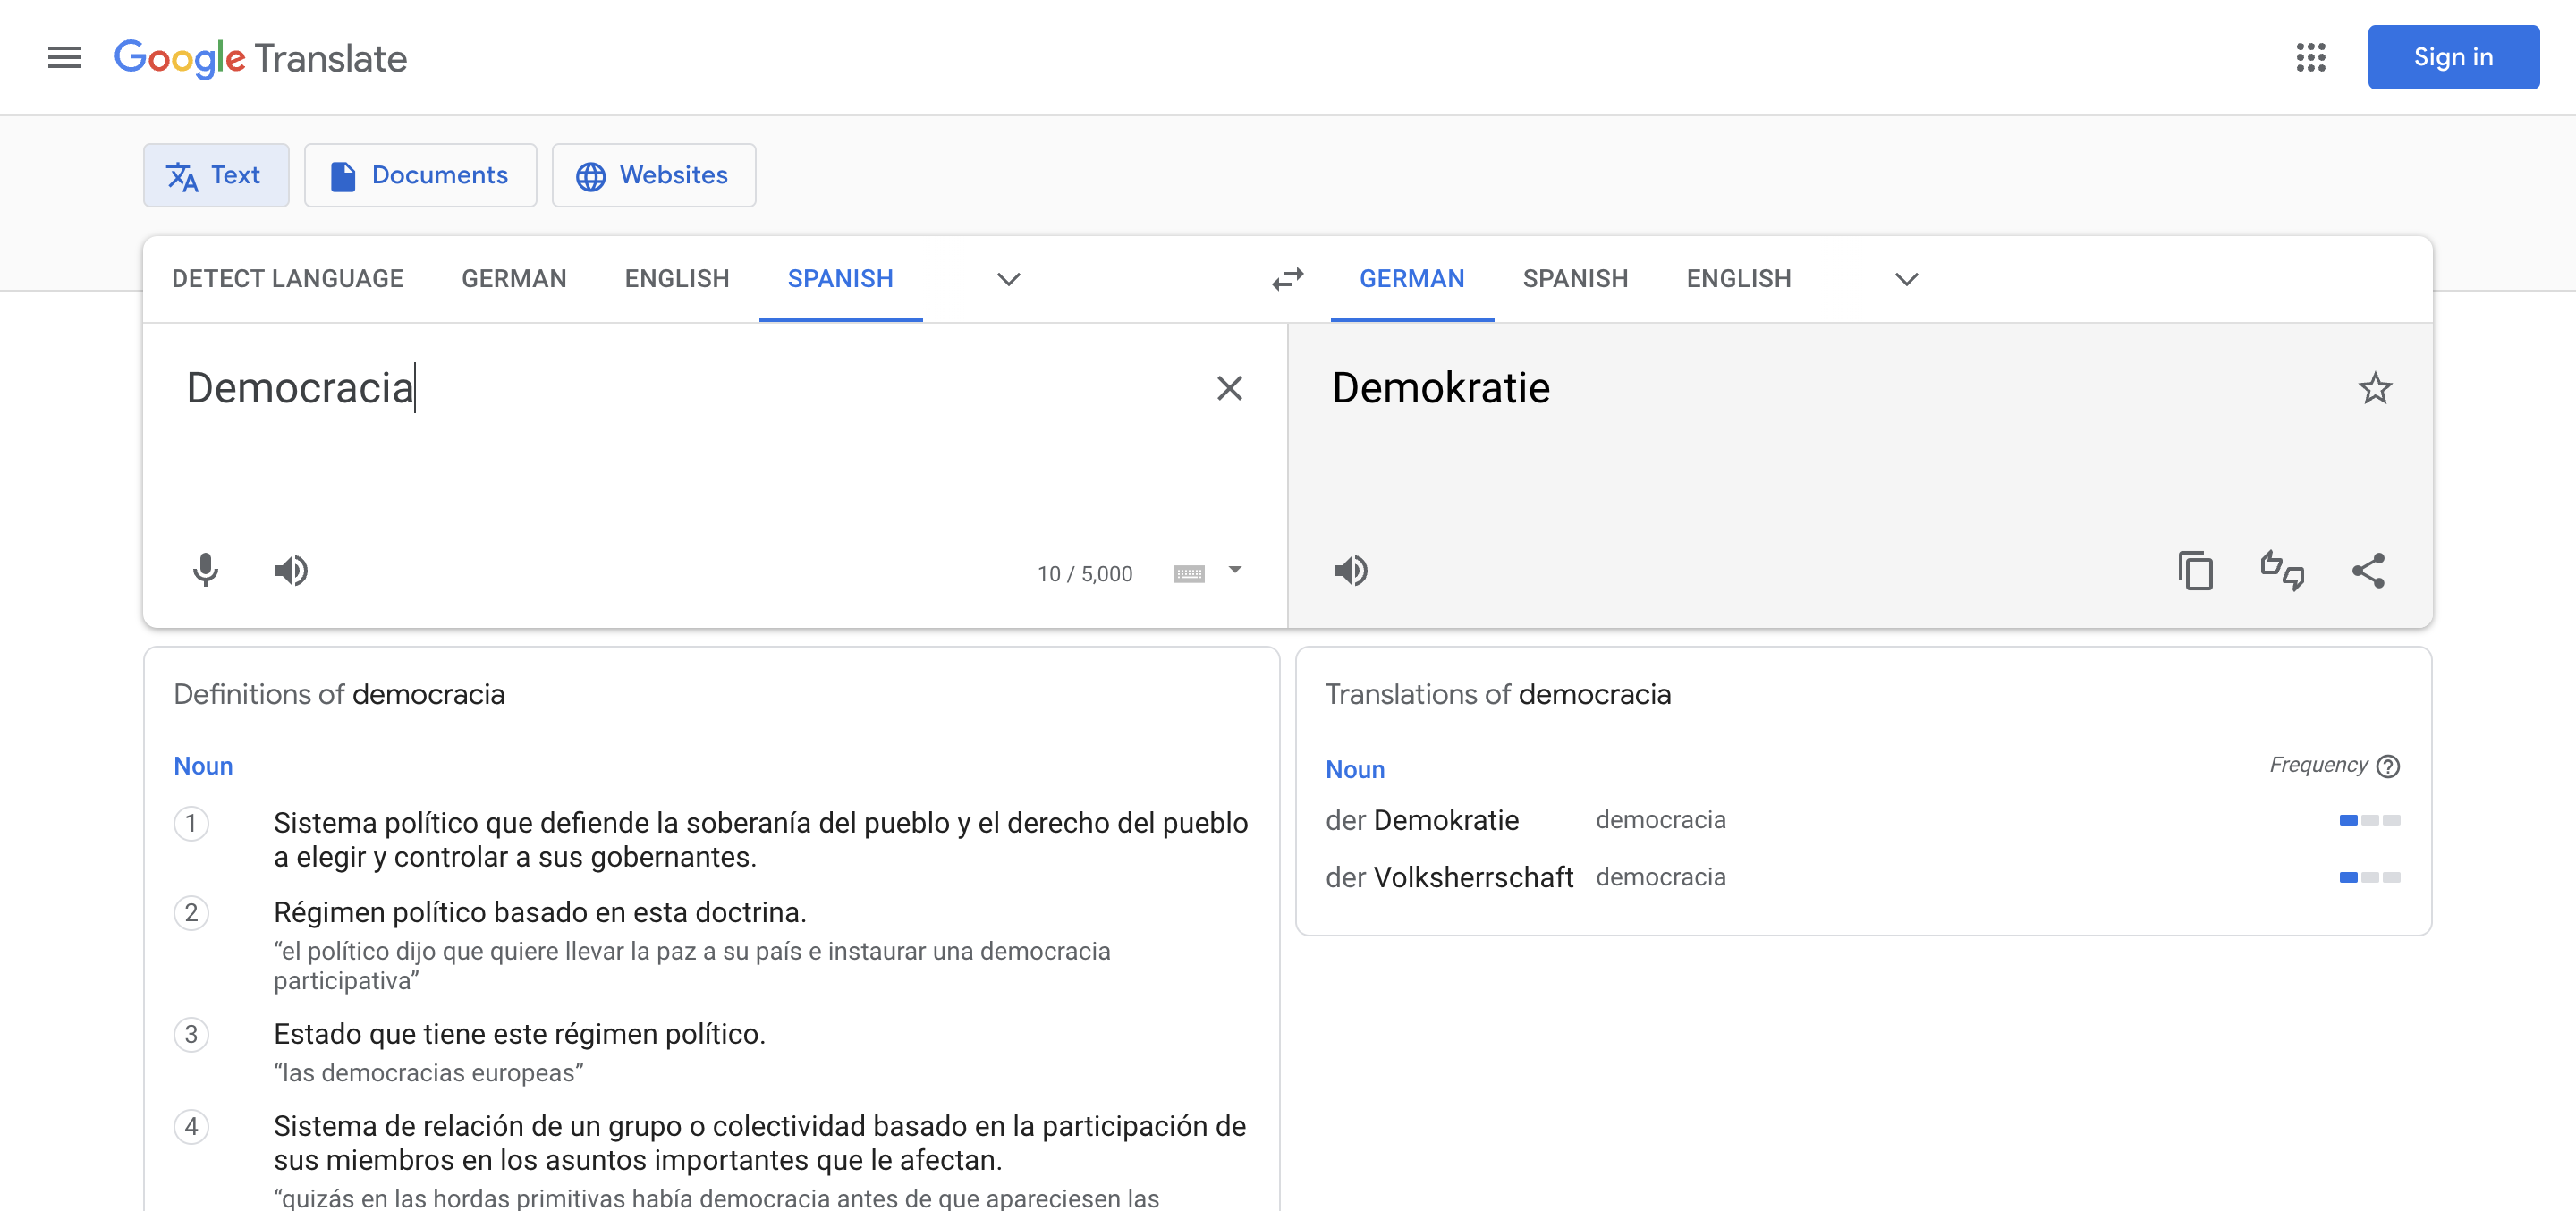 Google Translate
Sign in
Text
Documents
Websites
DETECT LANGUAGE
GERMAN
ENGLISH
SPANISH
GERMAN
SPANISH
ENGLISH
Democracia
Demokratie
10 / 5,000
Definitions of democracia
Noun
1
Sistema político que defiende la soberanía del pueblo y el derecho del pueblo
a elegir y controlar a sus gobernantes.
2
Régimen político basado en esta doctrina.
“el político dijo que quiere llevar la paz a su país e instaurar una democracia
participativa”
3
Estado que tiene este régimen político.
“las democracias europeas”
4
Sistema de relación de un grupo o colectividad basado en la participación de
sus miembros en los asuntos importantes que le afectan.
“quizás en las hordas primitivas había democracia antes de que apareciesen las
Translations of democracia
Noun
Frequency
der Demokratie democracia
der Volksherrschaft democracia